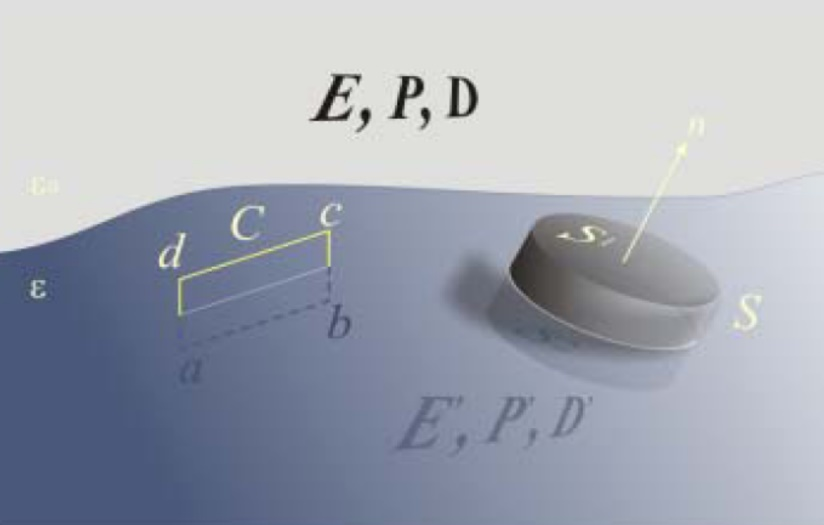 E, P, D
n
ε₀
S₁
C
c
d
ε
S
b
a
E', P', D'